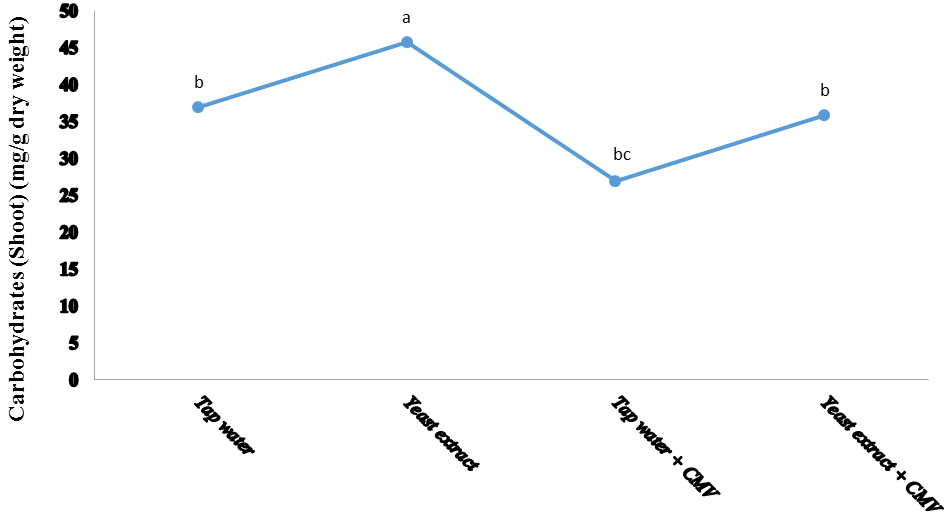 Carbohydrates (Shoot) (mg/g dry weight)
50
45
40
35
30
25
20
15
10
5
0
b
a
bc
b
Tap water
Yeast extract
Tap water + CMV
Yeast extract + CMV